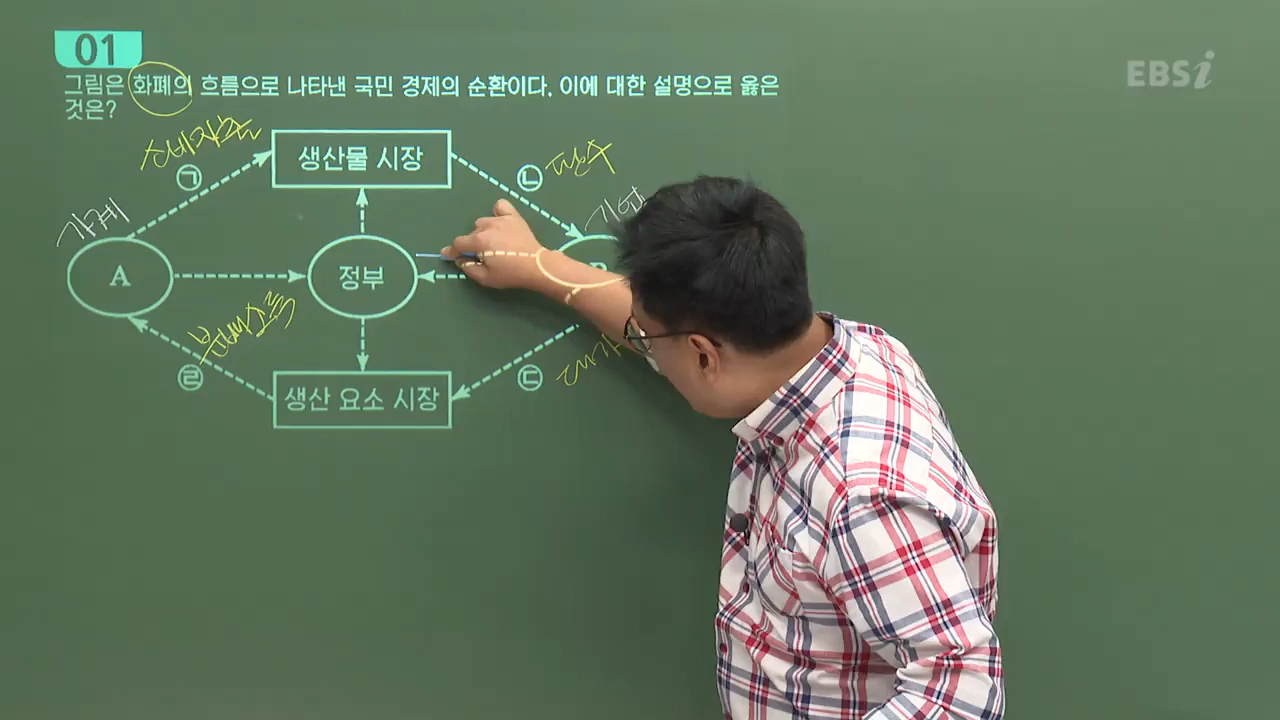 01
EBSi
그림은 화폐의 흐름으로 나타낸 국민 경제의 순환이다. 이에 대한 설명으로 옳은
것은?
소비지출
생산물 시장
㉠
㉡
판수
가계
기업
A
정부
분배소득
㉣
생산 요소 시장
㉢
대가